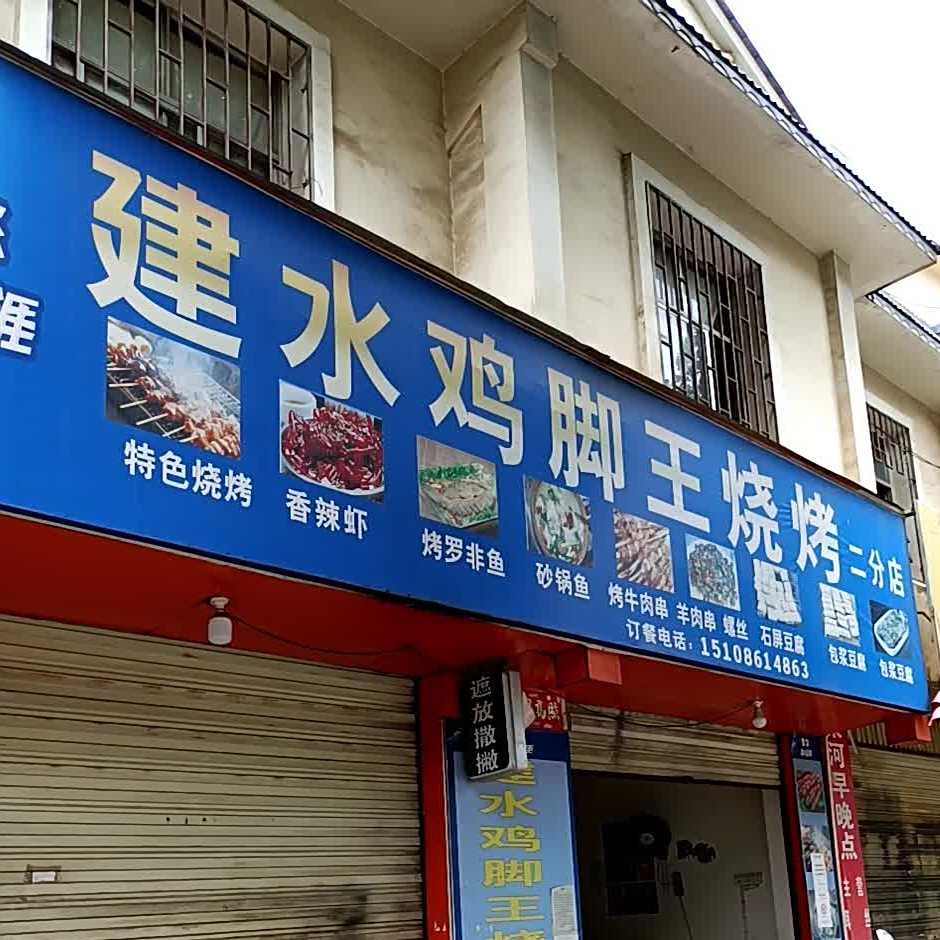 建水鸡脚王烧烤二分店
特色烧烤
香辣虾
烤罗非鱼
砂锅鱼
烤牛肉串 羊肉串 螺丝 石屏豆腐 包浆豆腐 包浆豆腐
订餐电话：15108614863
遮放撒撇
水鸡脚王
河早晚点